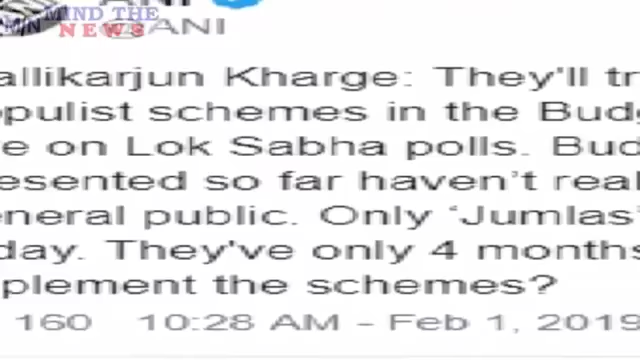 ANI
MIND THE
NEWS
@ANI
allikarjun Kharge: They'll tr
pulist schemes in the Budg
e on Lok Sabha polls. Bud
esented so far haven't real
eneral public. Only 'Jumlas'
day. They've only 4 months
plement the schemes?
160 10:28 AM - Feb 1, 2019